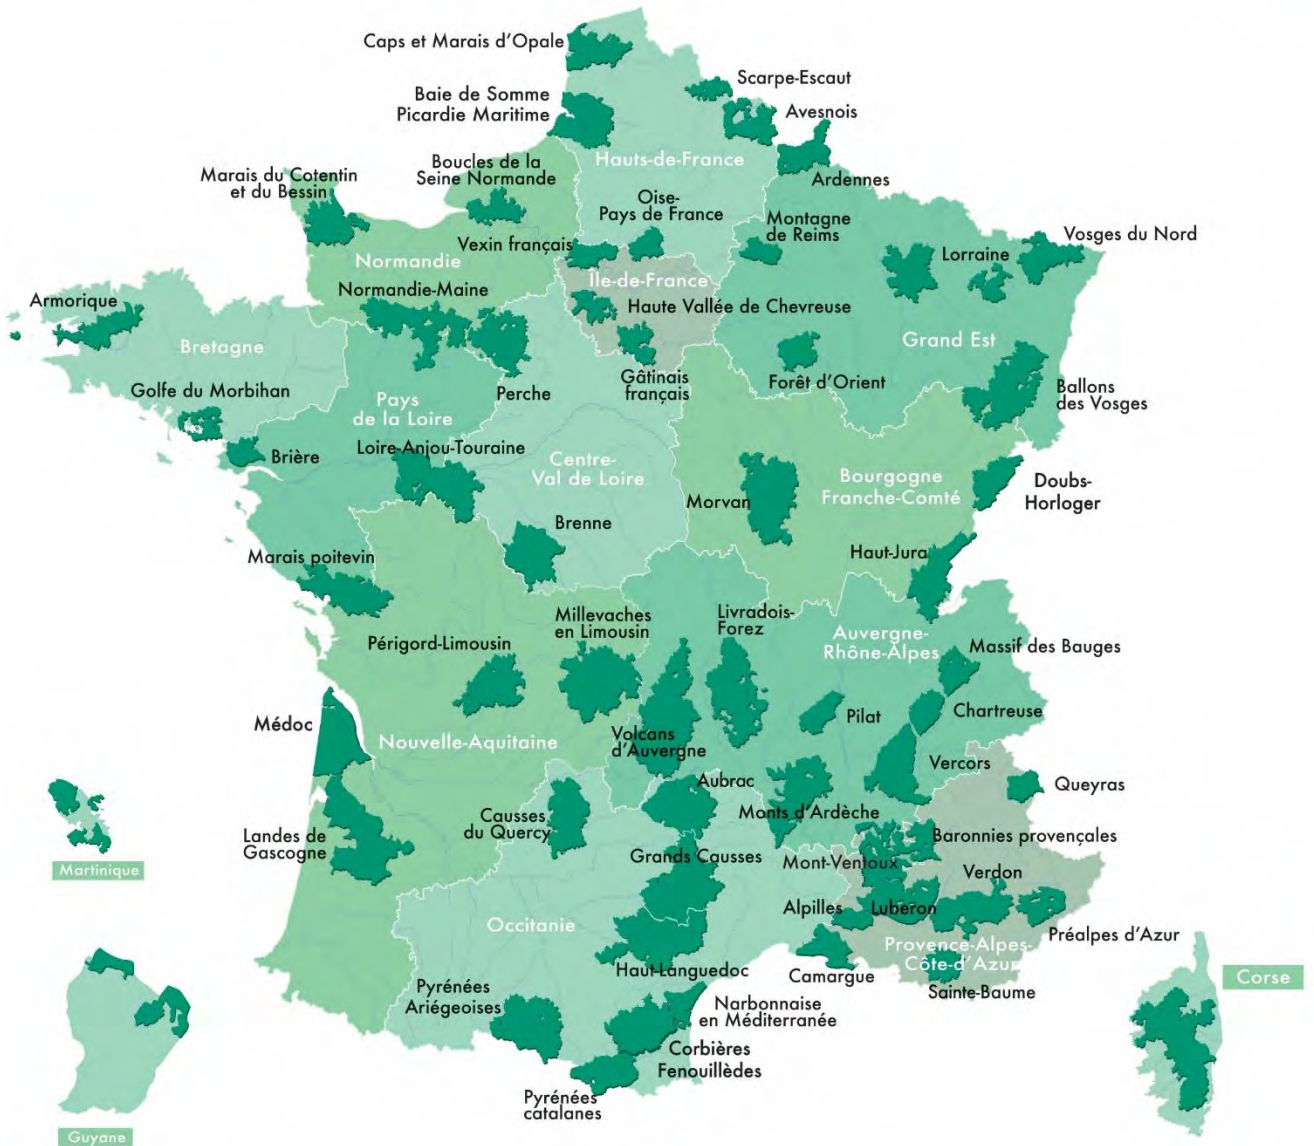 Caps et Marais d'Opale
Scarpe-Escaut
Baie de Somme
Picardie Maritime
Avesnois
Hauts-de-France
Boucles de la
Seine Normande
Marais du Cotentin
et du Bessin
Ardennes
Oise-
Pays de France
Montagne
de Reims
Vosges du Nord
Vexin français
Lorraine
Normandie
Île-de-France
Normandie-Maine
Armorique
Haute Vallée de Chevreuse
Bretagne
Grand Est
Golfe du Morbihan
Perche
Gâtinais
français
Forêt d'Orient
Ballons
des Vosges
Pays
de la Loire
Brière
Loire-Anjou-Touraine
Centre-
Val de Loire
Bourgogne
Franche-Comté
Doubs-
Horloger
Morvan
Brenne
Marais poitevin
Haut-Jura
Millevaches
en Limousin
Livradois-
Forez
Auvergne-
Rhône-Alpes
Périgord-Limousin
Massif des Bauges
Médoc
Pilat
Chartreuse
Nouvelle-Aquitaine
Volcans
d'Auvergne
Vercors
Aubrac
Queyras
Causses
du Quercy
Monts d'Ardèche
Landes de
Gascogne
Baronnies provençales
Grands Causses
Mont-Ventoux
Martinique
Verdon
Alpilles
Luberon
Occitanie
Préalpes d'Azur
Provence-Alpes-
Côte-d'Azur
Haut-Languedoc
Camargue
Corse
Pyrénées
Ariégeoises
Sainte-Baume
Narbonnaise
en Méditerranée
Corbières
Fenouillèdes
Pyrénées
catalanes
Guyane